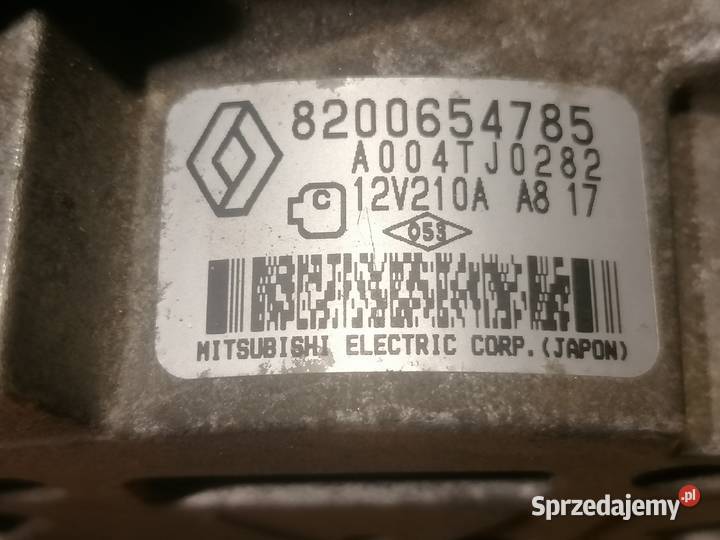 8200654785
A004TJ0282
C 12V210A A8 17
053
MITSUBISHI ELECTRIC CORP.(JAPON)
Sprzedajemy.pl